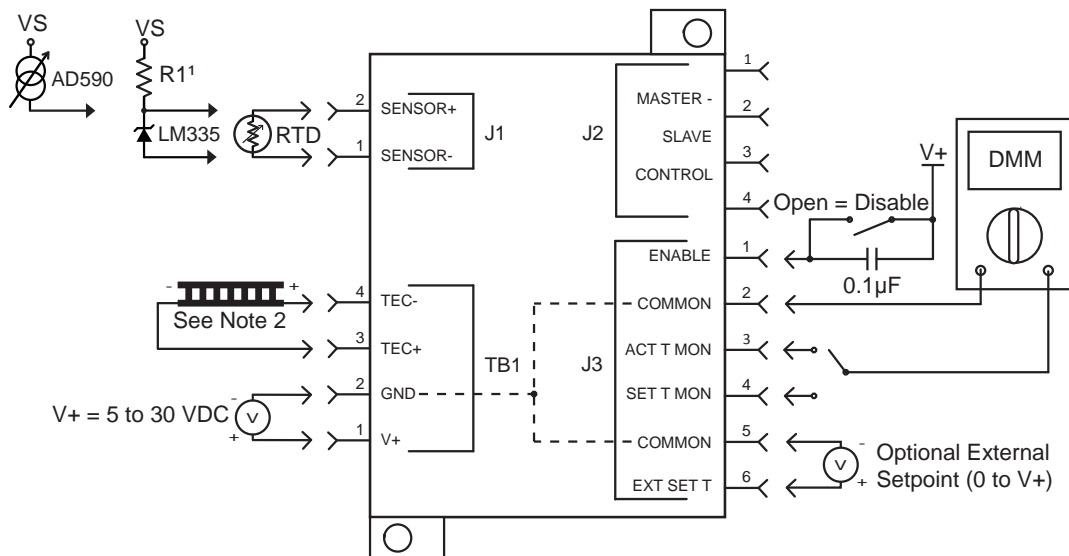 VS
AD590
VS
R1¹
LM335
RTD
2 SENSOR+
1 SENSOR-
J1
J2
1
MASTER -
2
SLAVE
3
CONTROL
4
V+
DMM
Open = Disable
0.1µF
ENABLE 1
COMMON 2
ACT T MON 3
SET T MON 4
COMMON 5
EXT SET T 6
J3
- +
See Note 2
4 TEC-
3 TEC+
2 GND
1 V+
TB1
V+ = 5 to 30 VDC
-
V
+
-
V
+
Optional External
Setpoint (0 to V+)